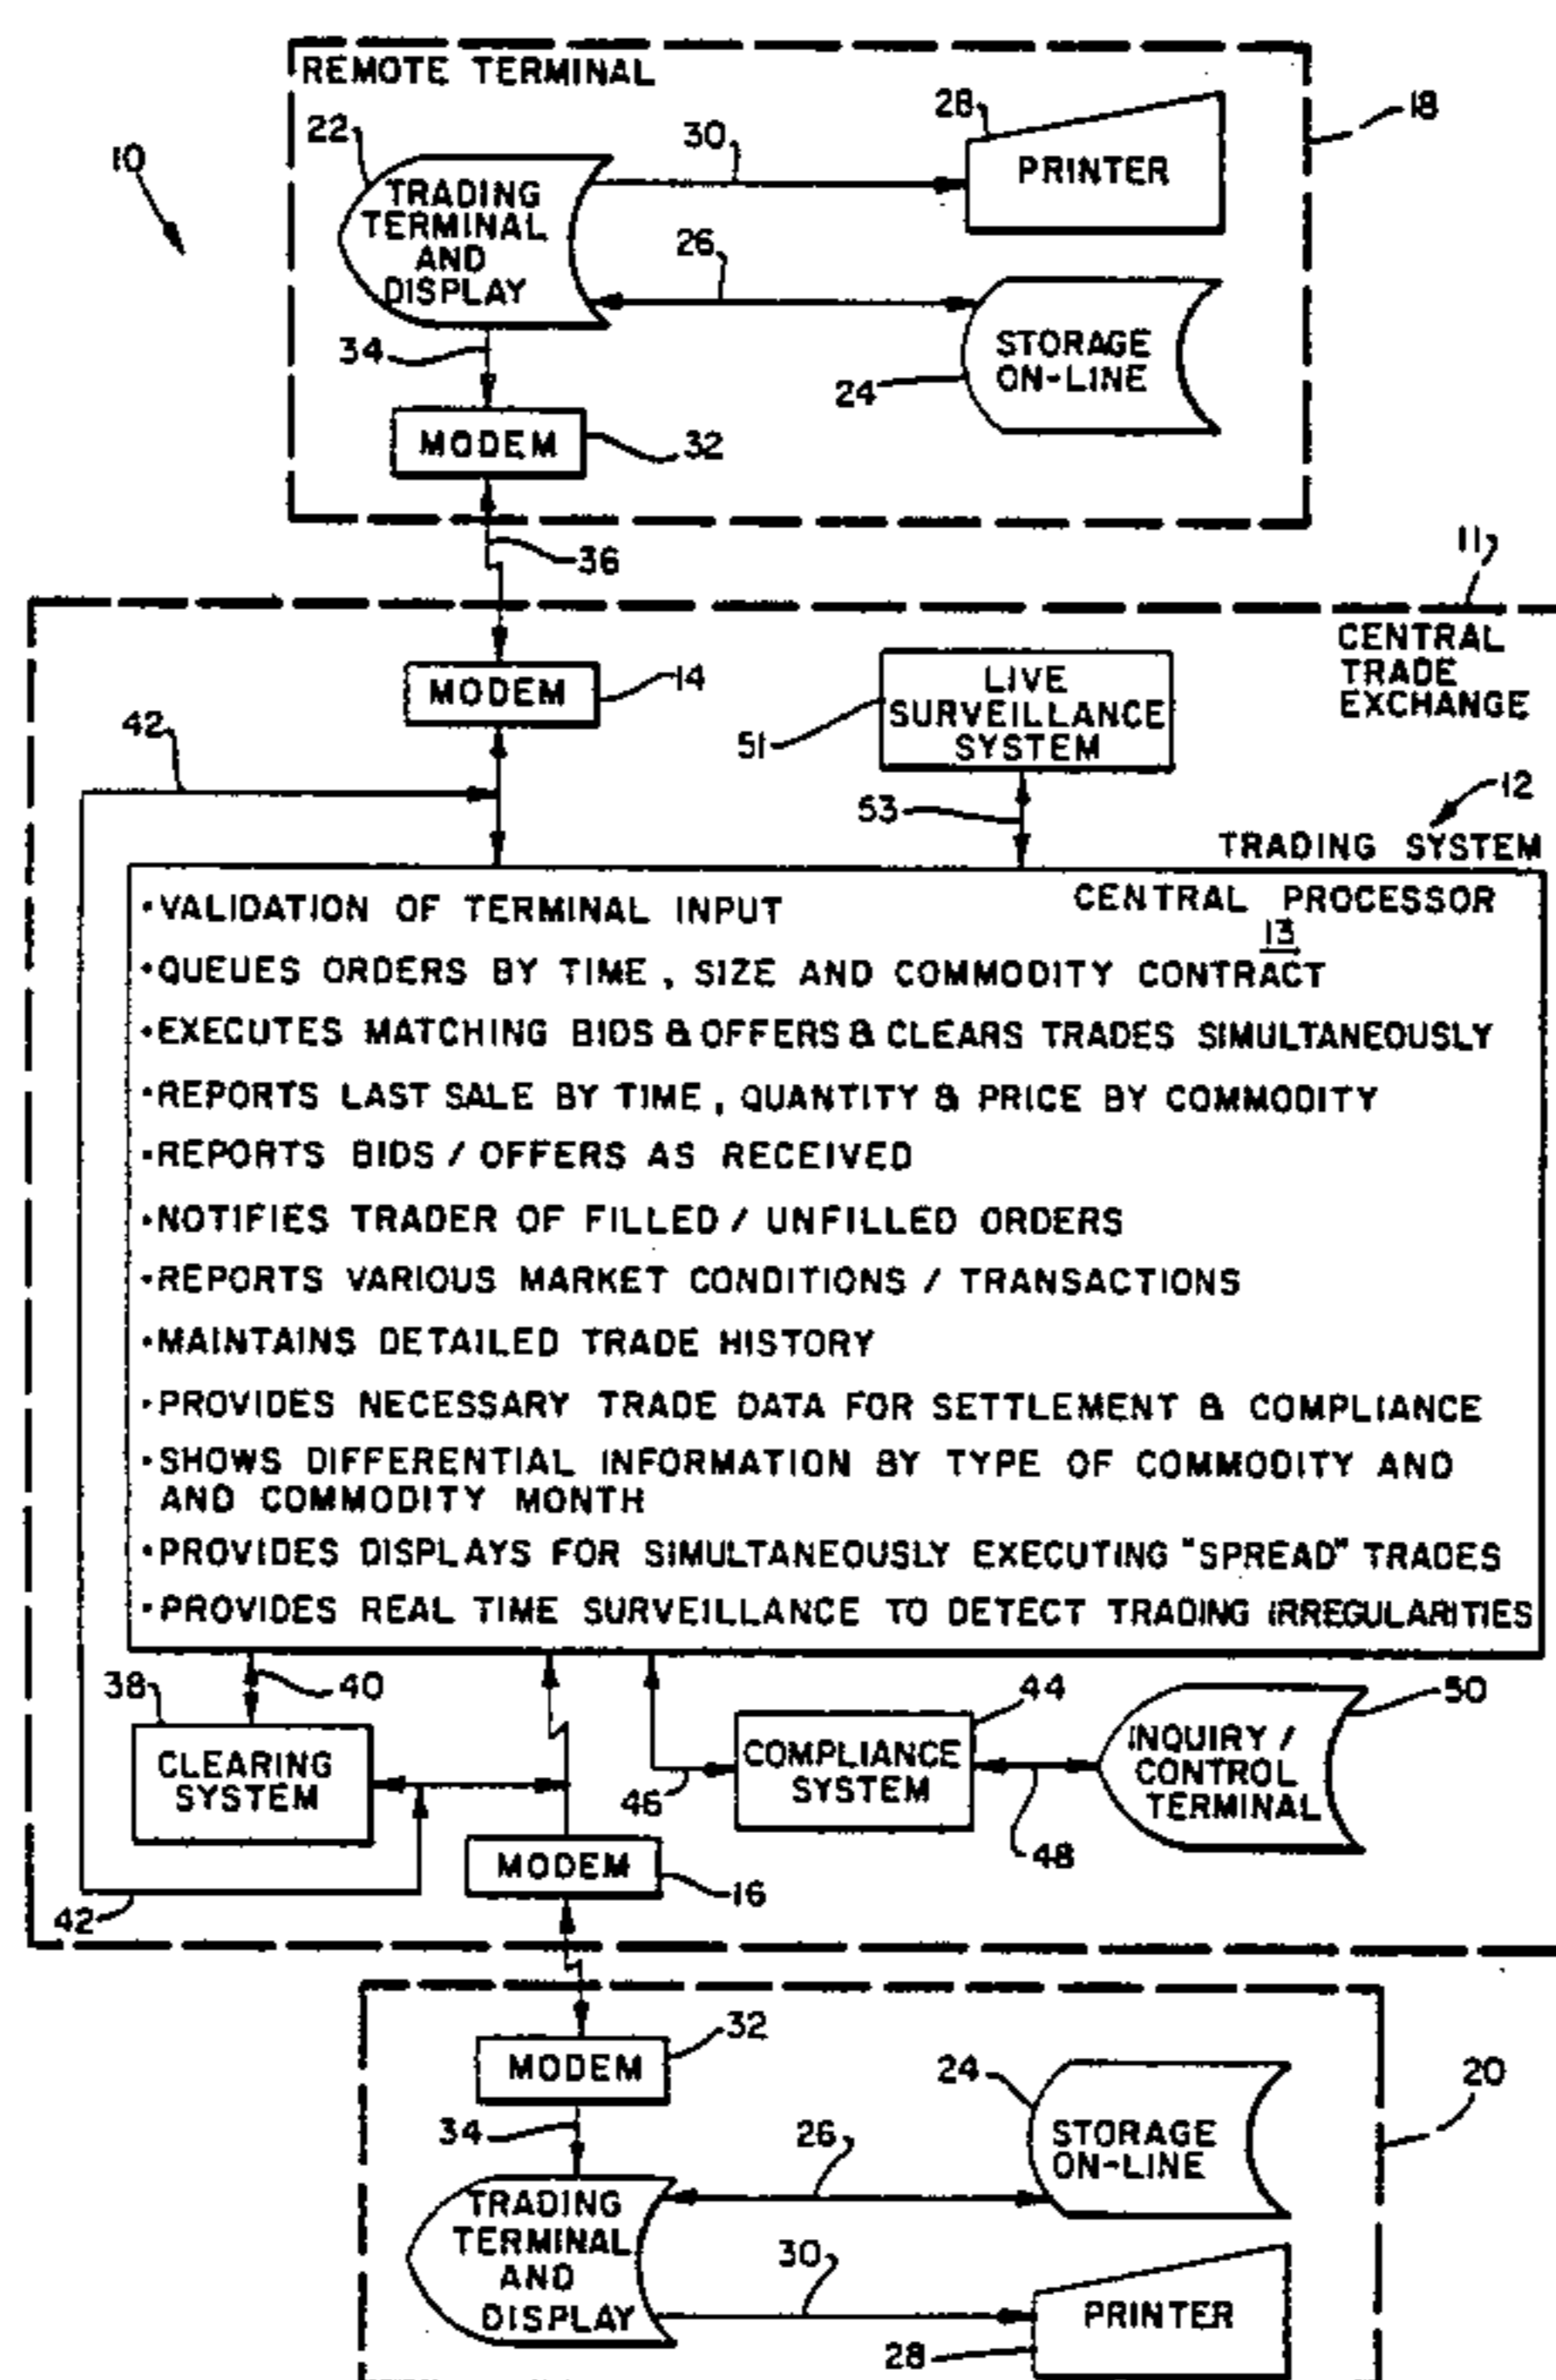 REMOTE TERMINAL
18
10
22
30
28
PRINTER
TRADING
TERMINAL
AND
DISPLAY
26
34
STORAGE
ON-LINE
24
MODEM
32
36
11
CENTRAL
TRADE
EXCHANGE
MODEM
14
LIVE
SURVEILLANCE
SYSTEM
51
42
53
12
TRADING SYSTEM
CENTRAL PROCESSOR
13
•VALIDATION OF TERMINAL INPUT
•QUEUES ORDERS BY TIME, SIZE AND COMMODITY CONTRACT
•EXECUTES MATCHING BIDS & OFFERS & CLEARS TRADES SIMULTANEOUSLY
•REPORTS LAST SALE BY TIME, QUANTITY & PRICE BY COMMODITY
•REPORTS BIDS / OFFERS AS RECEIVED
•NOTIFIES TRADER OF FILLED / UNFILLED ORDERS
•REPORTS VARIOUS MARKET CONDITIONS / TRANSACTIONS
•MAINTAINS DETAILED TRADE HISTORY
•PROVIDES NECESSARY TRADE DATA FOR SETTLEMENT & COMPLIANCE
•SHOWS DIFFERENTIAL INFORMATION BY TYPE OF COMMODITY AND
AND COMMODITY MONTH
•PROVIDES DISPLAYS FOR SIMULTANEOUSLY EXECUTING "SPREAD" TRADES
•PROVIDES REAL TIME SURVEILLANCE TO DETECT TRADING IRREGULARITIES
38
40
CLEARING
SYSTEM
44
COMPLIANCE
SYSTEM
46
50
INQUIRY /
CONTROL
TERMINAL
48
MODEM
16
42
MODEM
32
34
24
STORAGE
ON-LINE
20
26
TRADING
TERMINAL
AND
DISPLAY
30
PRINTER
28